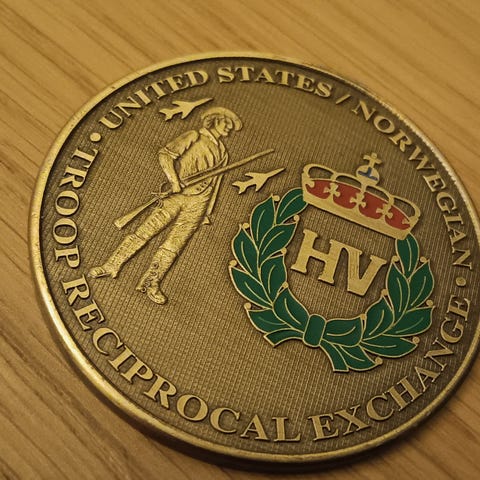 • UNITED STATES / NORWEGIAN •
TROOP RECIPROCAL EXCHANGE
HV